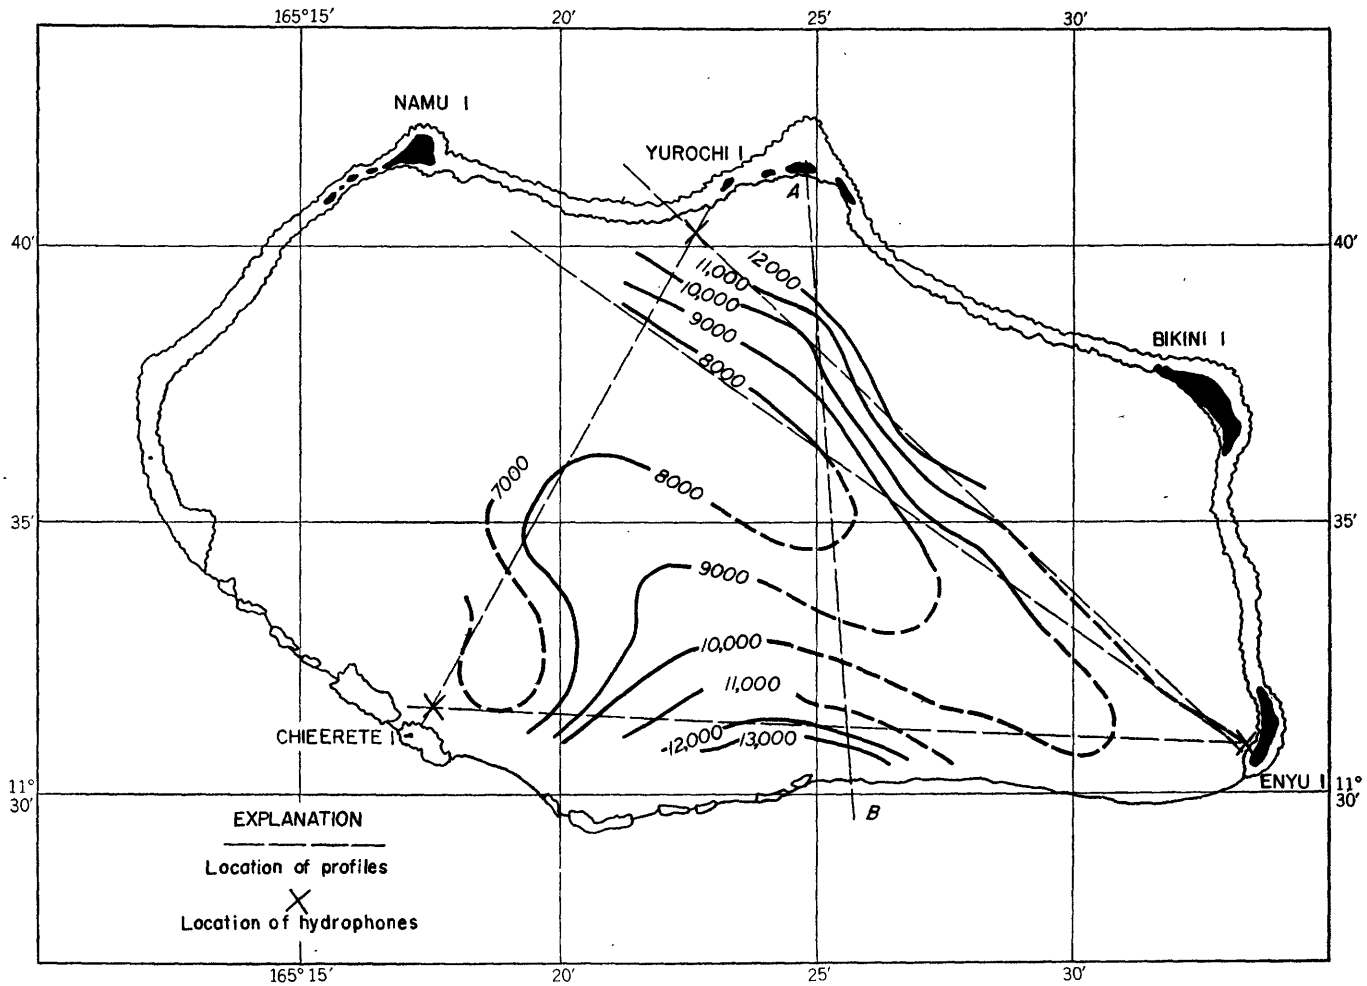 165°15′ 20′ 25′ 30′
NAMU I
YUROCHI I
A
40′ 40′
12000
11,000
10,000
9000
BIKINI I
8000
7000
8000
35′ 35′
9000
10,000
11,000
12,000
13,000
CHIEERETE I
ENYU I
11° 30′
11° 30′
B
EXPLANATION
Location of profiles
Location of hydrophones
165°15′ 20′ 25′ 30′